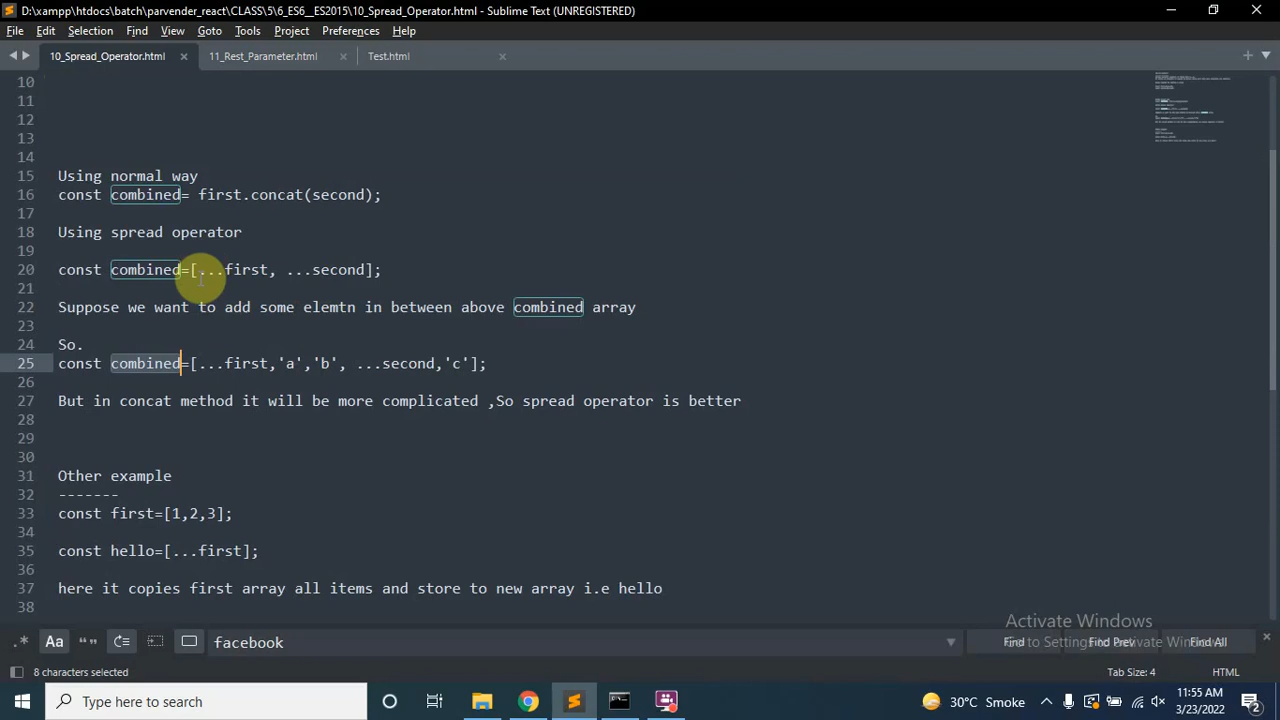 D:\xampp\htdocs\batch\parvender_react\CLASS\5\6_ES6__ES2015\10_Spread_Operator.html - Sublime Text (UNREGISTERED)
File Edit Selection Find View Goto Tools Project Preferences Help
10_Spread_Operator.html × 11_Rest_Parameter.html × Test.html ×
10
11
12
13
14
15 Using normal way
16 const combined= first.concat(second);
17
18 Using spread operator
19
20 const combined=[...first, ...second];
21
22 Suppose we want to add some elemtn in between above combined array
23
24 So.
25 const combined=[...first,'a','b', ...second,'c'];
26
27 But in concat method it will be more complicated ,So spread operator is better
28
29
30
31 Other example
32 -------
33 const first=[1,2,3];
34
35 const hello=[...first];
36
37 here it copies first array all items and store to new array i.e hello
38
Activate Windows
Go to Settings to Activate Windows.
.* Aa “” facebook Find Find Prev Find All
8 characters selected Tab Size: 4 HTML
Type here to search 30°C Smoke 11:55 AM
3/23/2022 2